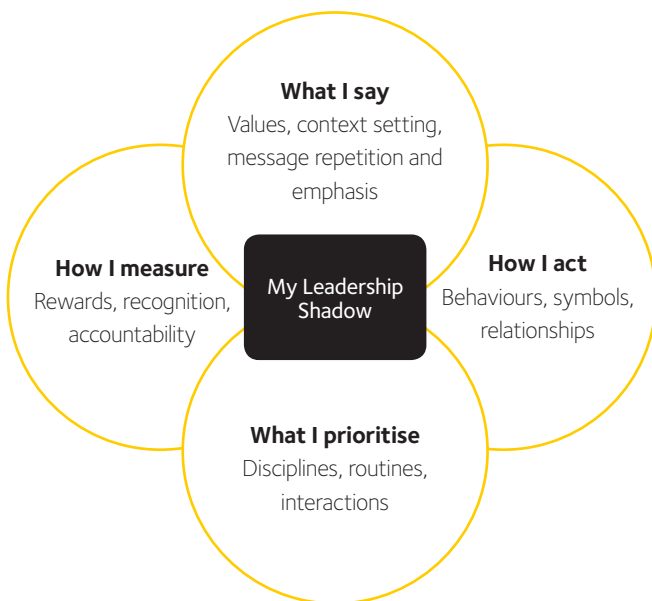 What I say
Values, context setting,
message repetition and
emphasis
How I measure
Rewards, recognition,
accountability
My Leadership
Shadow
How I act
Behaviours, symbols,
relationships
What I prioritise
Disciplines, routines,
interactions